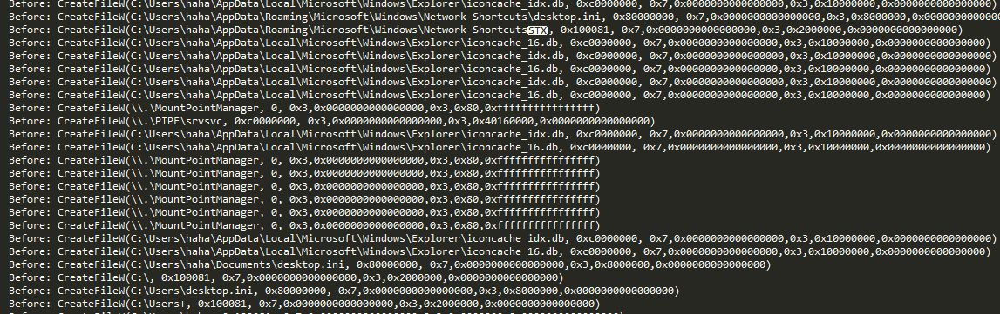 Before: CreateFileW(C:\Users\haha\AppData\Local\Microsoft\Windows\Explorer\iconcache_idx.db, 0xc0000000, 0x7,0x0000000000000000,0x3,0x10000000,0x0000000000000000)
Before: CreateFileW(C:\Users\haha\AppData\Roaming\Microsoft\Windows\Network Shortcuts\desktop.ini, 0x80000000, 0x7,0x0000000000000000,0x3,0x8000000,0x0000000000000000)
Before: CreateFileW(C:\Users\haha\AppData\Roaming\Microsoft\Windows\Network ShortcutsSTX, 0x100081, 0x7,0x0000000000000000,0x3,0x2000000,0x0000000000000000)
Before: CreateFileW(C:\Users\haha\AppData\Local\Microsoft\Windows\Explorer\iconcache_16.db, 0xc0000000, 0x7,0x0000000000000000,0x3,0x10000000,0x0000000000000000)
Before: CreateFileW(C:\Users\haha\AppData\Local\Microsoft\Windows\Explorer\iconcache_idx.db, 0xc0000000, 0x7,0x0000000000000000,0x3,0x10000000,0x0000000000000000)
Before: CreateFileW(C:\Users\haha\AppData\Local\Microsoft\Windows\Explorer\iconcache_16.db, 0xc0000000, 0x7,0x0000000000000000,0x3,0x10000000,0x0000000000000000)
Before: CreateFileW(C:\Users\haha\AppData\Local\Microsoft\Windows\Explorer\iconcache_idx.db, 0xc0000000, 0x7,0x0000000000000000,0x3,0x10000000,0x0000000000000000)
Before: CreateFileW(C:\Users\haha\AppData\Local\Microsoft\Windows\Explorer\iconcache_16.db, 0xc0000000, 0x7,0x0000000000000000,0x3,0x10000000,0x0000000000000000)
Before: CreateFileW(\\.\MountPointManager, 0, 0x3,0x0000000000000000,0x3,0x80,0xffffffffffffffff)
Before: CreateFileW(\\.\PIPE\srvsvc, 0xc0000000, 0x3,0x0000000000000000,0x3,0x40160000,0x0000000000000000)
Before: CreateFileW(C:\Users\haha\AppData\Local\Microsoft\Windows\Explorer\iconcache_idx.db, 0xc0000000, 0x7,0x0000000000000000,0x3,0x10000000,0x0000000000000000)
Before: CreateFileW(C:\Users\haha\AppData\Local\Microsoft\Windows\Explorer\iconcache_16.db, 0xc0000000, 0x7,0x0000000000000000,0x3,0x10000000,0x0000000000000000)
Before: CreateFileW(\\.\MountPointManager, 0, 0x3,0x0000000000000000,0x3,0x80,0xffffffffffffffff)
Before: CreateFileW(\\.\MountPointManager, 0, 0x3,0x0000000000000000,0x3,0x80,0xffffffffffffffff)
Before: CreateFileW(\\.\MountPointManager, 0, 0x3,0x0000000000000000,0x3,0x80,0xffffffffffffffff)
Before: CreateFileW(\\.\MountPointManager, 0, 0x3,0x0000000000000000,0x3,0x80,0xffffffffffffffff)
Before: CreateFileW(\\.\MountPointManager, 0, 0x3,0x0000000000000000,0x3,0x80,0xffffffffffffffff)
Before: CreateFileW(\\.\MountPointManager, 0, 0x3,0x0000000000000000,0x3,0x80,0xffffffffffffffff)
Before: CreateFileW(C:\Users\haha\AppData\Local\Microsoft\Windows\Explorer\iconcache_idx.db, 0xc0000000, 0x7,0x0000000000000000,0x3,0x10000000,0x0000000000000000)
Before: CreateFileW(C:\Users\haha\AppData\Local\Microsoft\Windows\Explorer\iconcache_16.db, 0xc0000000, 0x7,0x0000000000000000,0x3,0x10000000,0x0000000000000000)
Before: CreateFileW(C:\Users\haha\Documents\desktop.ini, 0x80000000, 0x7,0x0000000000000000,0x3,0x8000000,0x0000000000000000)
Before: CreateFileW(C:\, 0x100081, 0x7,0x0000000000000000,0x3,0x2000000,0x0000000000000000)
Before: CreateFileW(C:\Users\desktop.ini, 0x80000000, 0x7,0x0000000000000000,0x3,0x8000000,0x0000000000000000)
Before: CreateFileW(C:\Users+, 0x100081, 0x7,0x0000000000000000,0x3,0x2000000,0x0000000000000000)